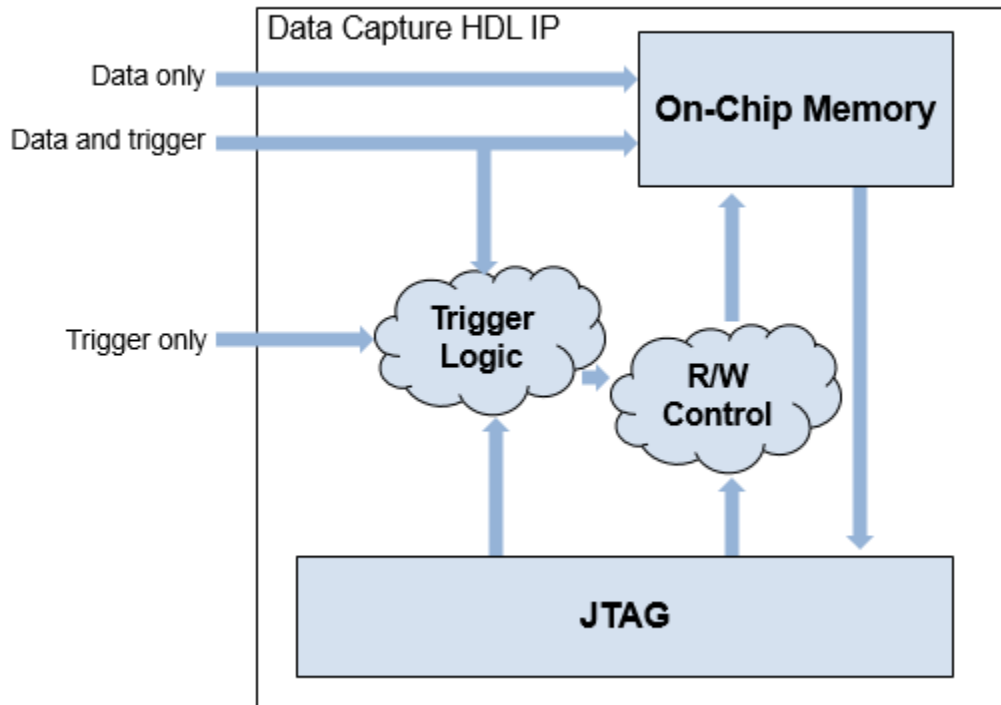 Data Capture HDL IP
Data only
On-Chip Memory
Data and trigger
Trigger only
Trigger
Logic
R/W
Control
JTAG